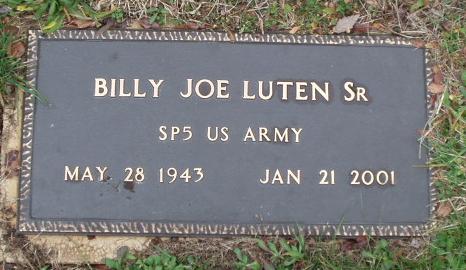 BILLY JOE LUTEN SR
SP5 US ARMY
MAY 28 1943 JAN 21 2001